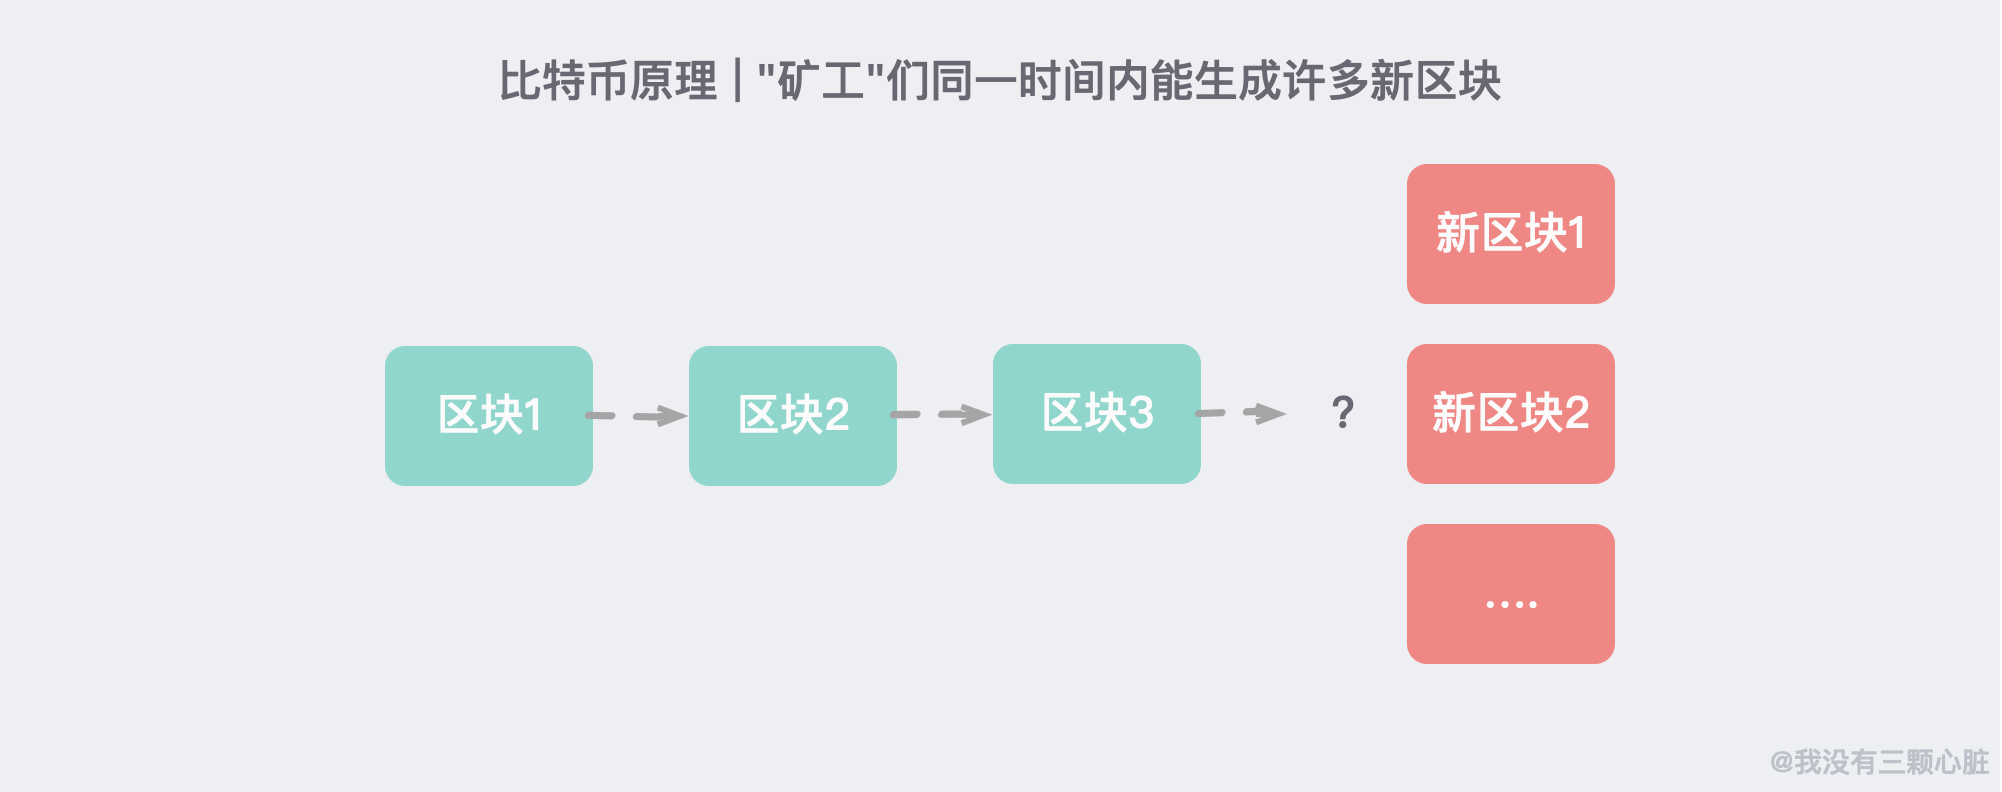 比特币原理 | "矿工"们同一时间内能生成许多新区块
新区块1
区块1
区块2
区块3
?
新区块2
....
@我没有三颗心脏